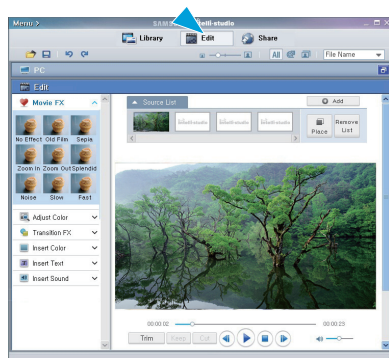 Menu >
Library
Edit
Share
All
File Name
PC
Edit
Movie FX
Source List
Add
No Effect
Old Film
Sepia
Place
Remove List
Zoom In
Zoom Out
Splendid
Noise
Slow
Fast
Adjust Color
Transition FX
Insert Color
Insert Text
Insert Sound
00:00:02
00:00:23
Trim
Keep
Cut